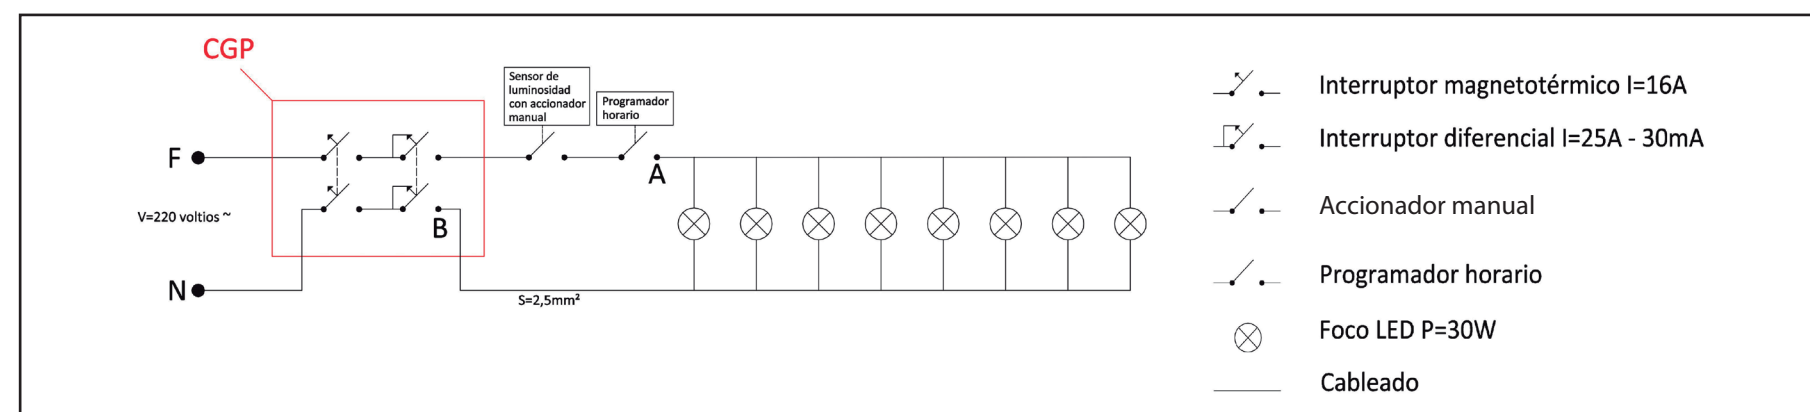 CGP
Sensor de
luminosidad
con accionador
manual
Programador
horario
F
A
V=220 voltios ~
B
N
S=2,5mm²
Interruptor magnetotérmico I=16A
Interruptor diferencial I=25A - 30mA
Accionador manual
Programador horario
Foco LED P=30W
Cableado